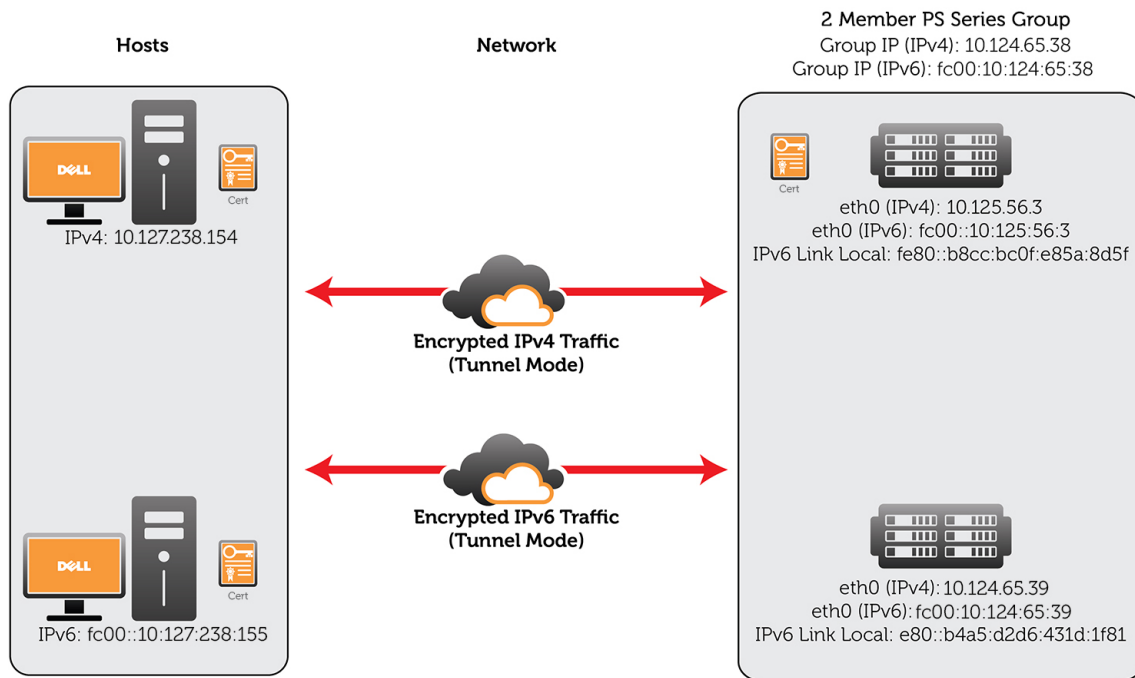 Hosts
Network
2 Member PS Series Group
Group IP (IPv4): 10.124.65.38
Group IP (IPv6): fc00:10:124:65:38
DELL
Cert
IPv4: 10.127.238.154
Cert
eth0 (IPv4): 10.125.56.3
eth0 (IPv6): fc00::10:125:56:3
IPv6 Link Local: fe80::b8cc:bc0f:e85a:8d5f
Encrypted IPv4 Traffic
(Tunnel Mode)
Encrypted IPv6 Traffic
(Tunnel Mode)
DELL
Cert
IPv6: fc00::10:127:238:155
eth0 (IPv4): 10.124.65.39
eth0 (IPv6): fc00:10:124:65:39
IPv6 Link Local: e80::b4a5:d2d6:431d:1f81